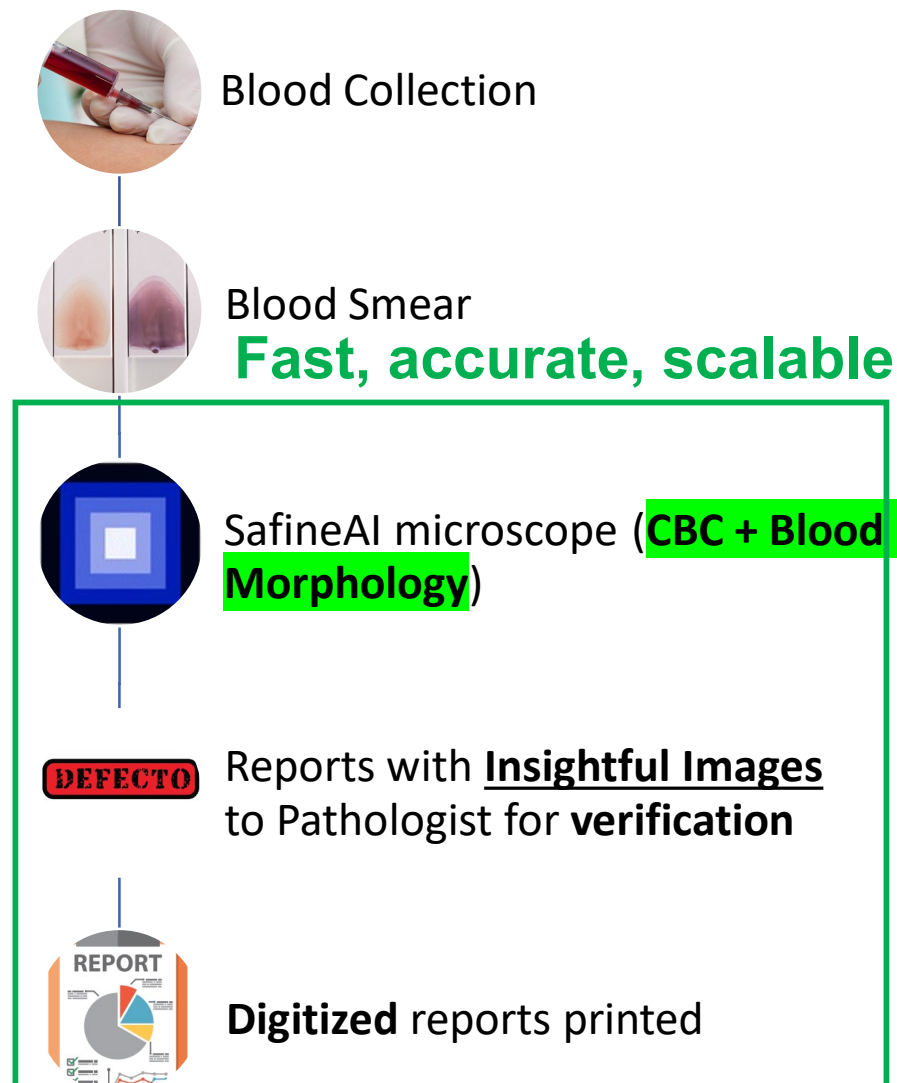 Blood Collection
Blood Smear
Fast, accurate, scalable
SafineAI microscope (CBC + Blood
Morphology)
DEFECTO
Reports with Insightful Images
to Pathologist for verification
REPORT
Digitized reports printed